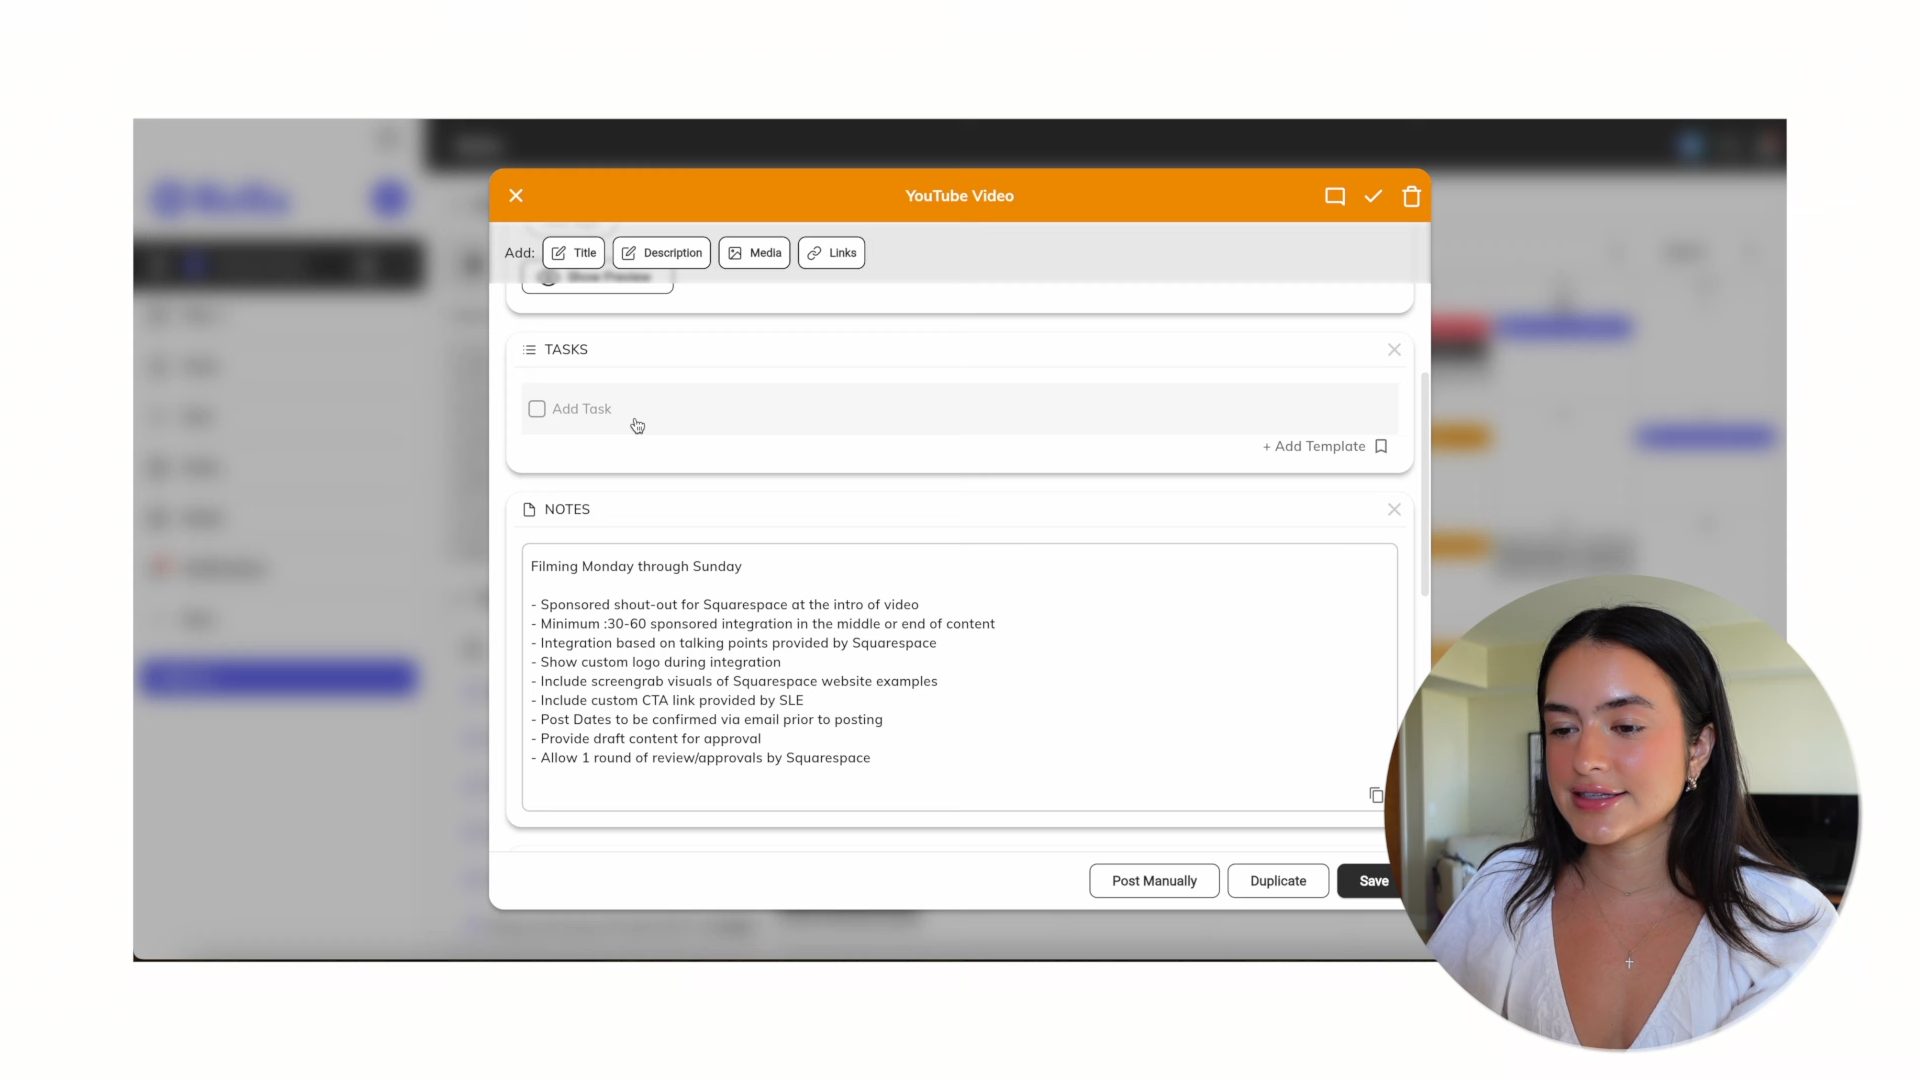 YouTube Video
Add: Title Description Media Links
Show Preview
TASKS
Add Task
+ Add Template
NOTES
Filming Monday through Sunday
- Sponsored shout-out for Squarespace at the intro of video
- Minimum :30-60 sponsored integration in the middle or end of content
- Integration based on talking points provided by Squarespace
- Show custom logo during integration
- Include screengrab visuals of Squarespace website examples
- Include custom CTA link provided by SLE
- Post Dates to be confirmed via email prior to posting
- Provide draft content for approval
- Allow 1 round of review/approvals by Squarespace
Post Manually Duplicate Save